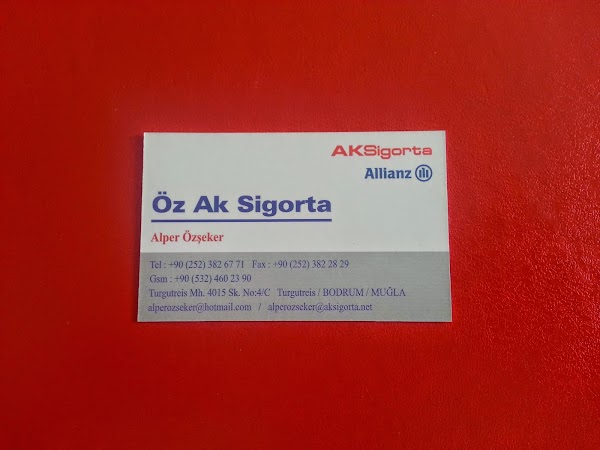 AKSigorta
Allianz
Öz Ak Sigorta
Alper Özşeker
Tel : +90 (252) 382 67 71 Fax : +90 (252) 382 28 29
Gsm : +90 (532) 460 23 90
Turgutreis Mh. 4015 Sk. No:4/C Turgutreis / BODRUM / MUĞLA
alperozseker@hotmail.com / alperozseker@aksigorta.net